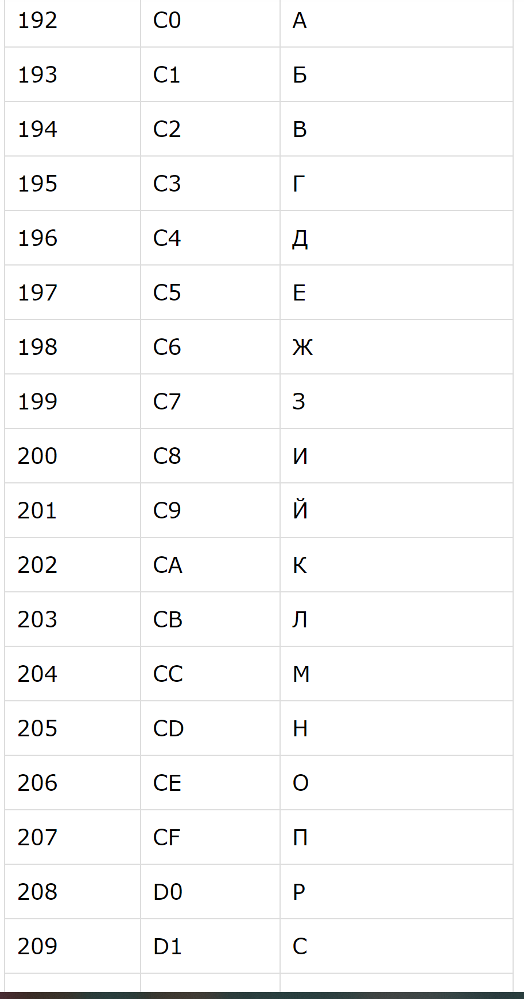 192 C0 А
193 C1 Б
194 C2 В
195 C3 Г
196 C4 Д
197 C5 Е
198 C6 Ж
199 C7 З
200 C8 И
201 C9 Й
202 CA К
203 CB Л
204 CC М
205 CD Н
206 CE О
207 CF П
208 D0 Р
209 D1 С